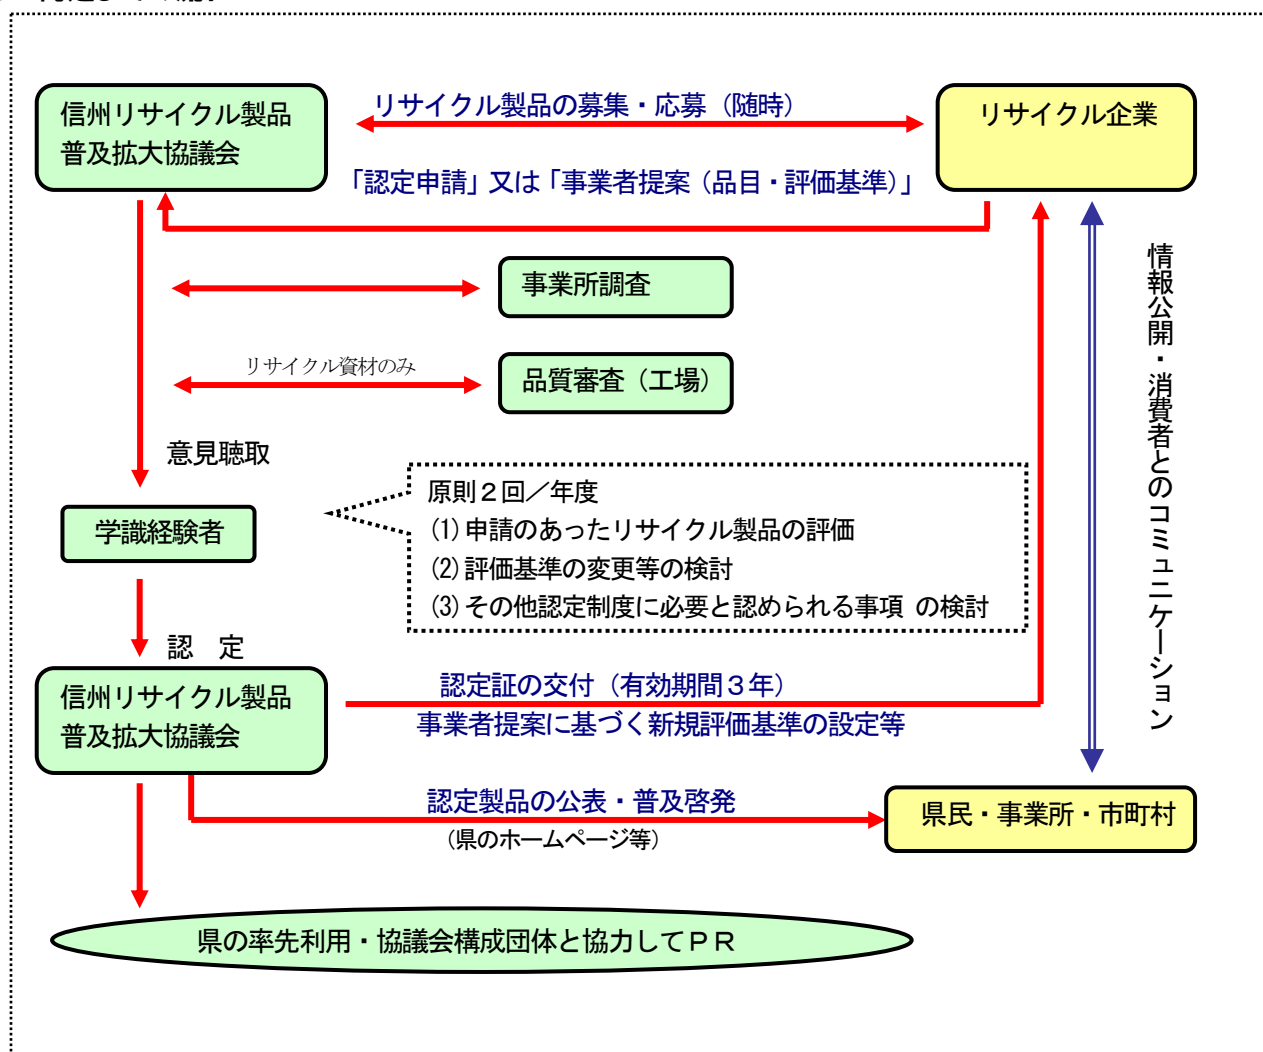 信州リサイクル製品
普及拡大協議会
リサイクル製品の募集・応募（随時）
リサイクル企業
「認定申請」又は「事業者提案（品目・評価基準）」
事業所調査
リサイクル資材のみ
品質審査（工場）
情報公開・消費者とのコミュニケーション
意見聴取
学識経験者
原則２回／年度
(1)申請のあったリサイクル製品の評価
(2)評価基準の変更等の検討
(3)その他認定制度に必要と認められる事項 の検討
認　定
信州リサイクル製品
普及拡大協議会
認定証の交付（有効期間３年）
事業者提案に基づく新規評価基準の設定等
認定製品の公表・普及啓発
（県のホームページ等）
県民・事業所・市町村
県の率先利用・協議会構成団体と協力してＰＲ